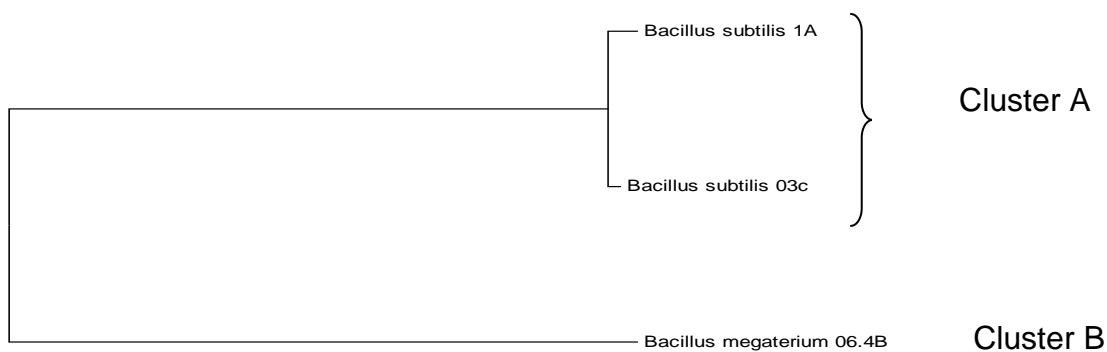 Bacillus subtilis 1A
Cluster A
Bacillus subtilis 03c
Bacillus megaterium 06.4B
Cluster B